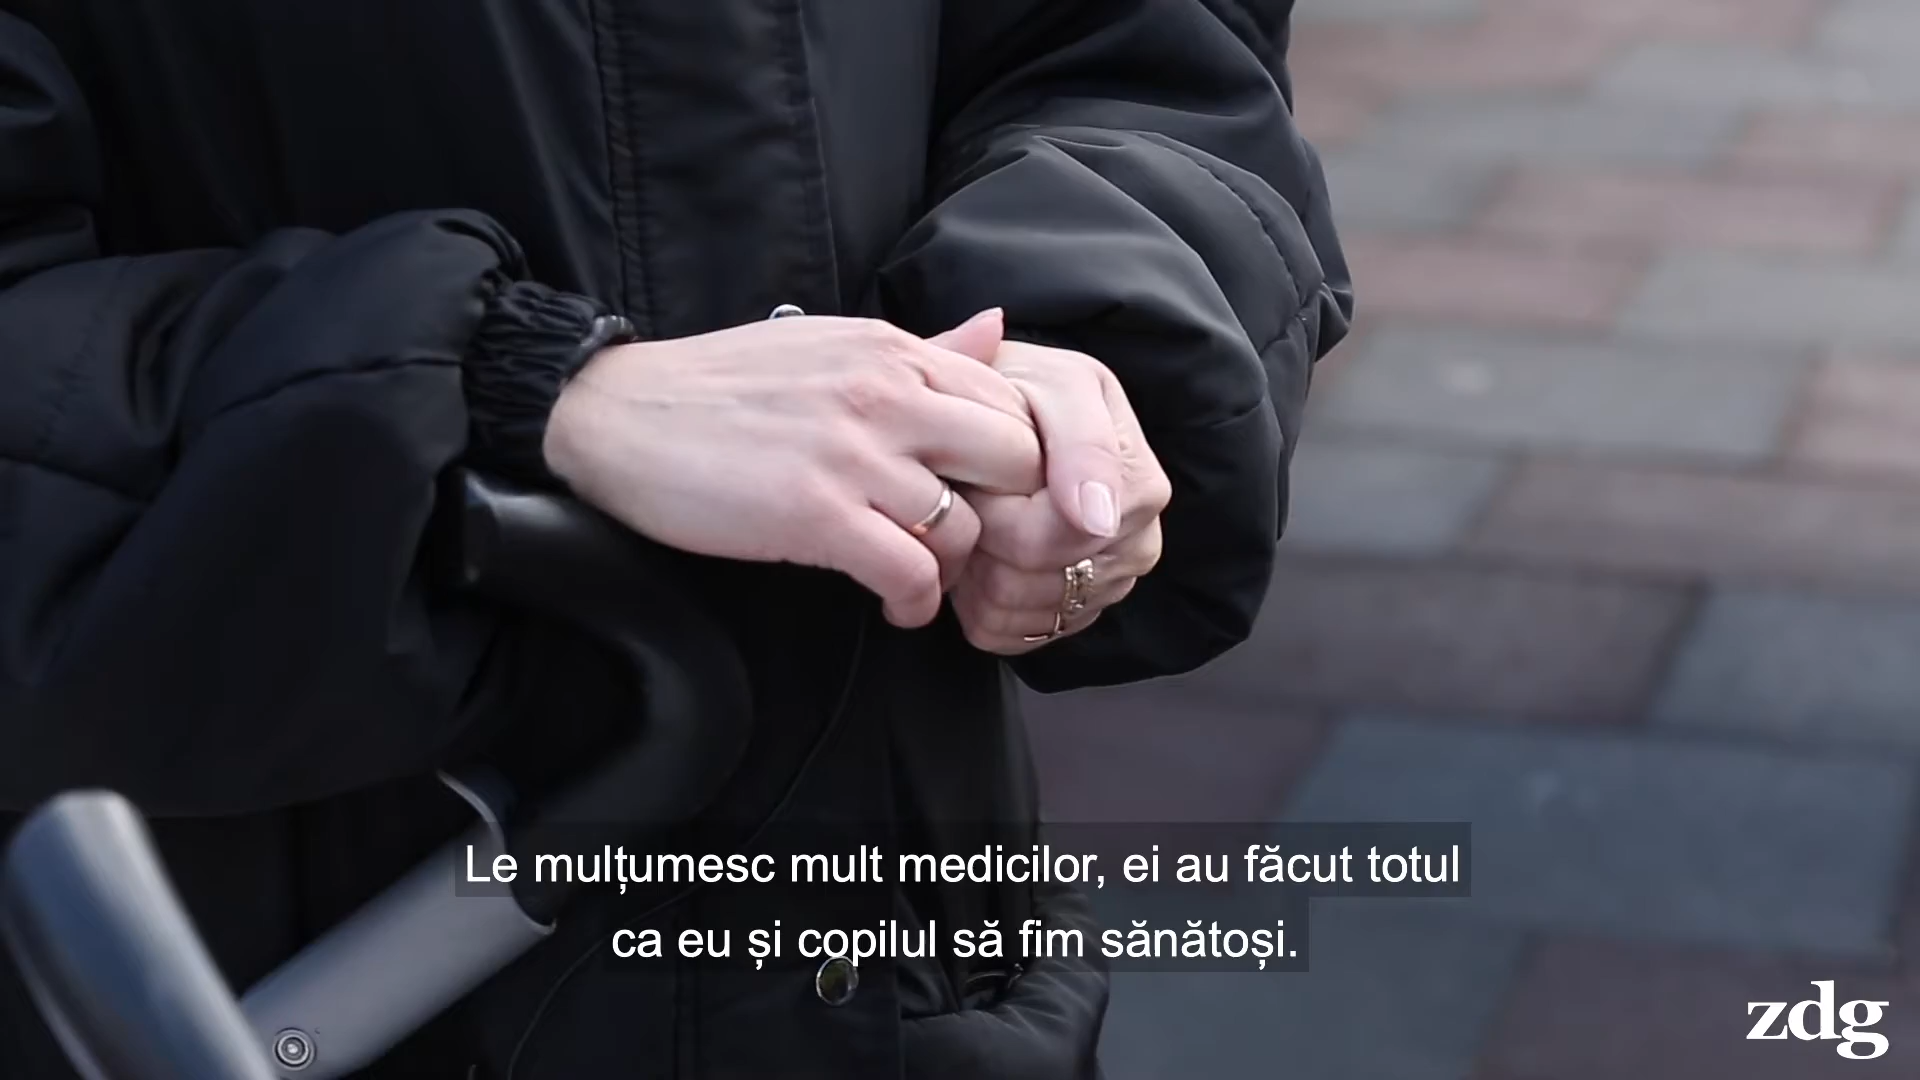 Le mulțumesc mult medicilor, ei au făcut totul
ca eu și copilul să fim sănătoși.
zdg